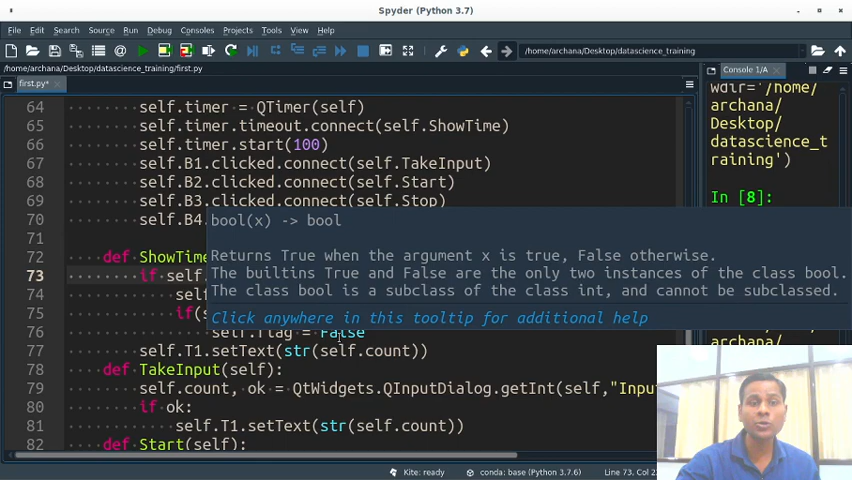 Spyder (Python 3.7)
File Edit Search Source Run Debug Consoles Projects Tools View Help
/home/archana/Desktop/datascience_training
/home/archana/Desktop/datascience_training/first.py
first.py*
Console 1/A
64 self.timer = QTimer(self)
65 self.timer.timeout.connect(self.ShowTime)
66 self.timer.start(100)
67 self.B1.clicked.connect(self.TakeInput)
68 self.B2.clicked.connect(self.Start)
69 self.B3.clicked.connect(self.Stop)
70 self.B4.
71
72 def ShowTime
73 if self.
74 self
75 if(s
76 self.flag = False
77 self.T1.setText(str(self.count))
78 def TakeInput(self):
79 self.count, ok = QtWidgets.QInputDialog.getInt(self,"Inpu
80 if ok:
81 self.T1.setText(str(self.count))
82 def Start(self):
bool(x) -> bool
Returns True when the argument x is true, False otherwise.
The builtins True and False are the only two instances of the class bool.
The class bool is a subclass of the class int, and cannot be subclassed.
Click anywhere in this tooltip for additional help
wdir='/home/
archana/
Desktop/
datascience_t
raining')
In [8]:
Kite: ready
conda: base (Python 3.7.6)
Line 73, Col 2